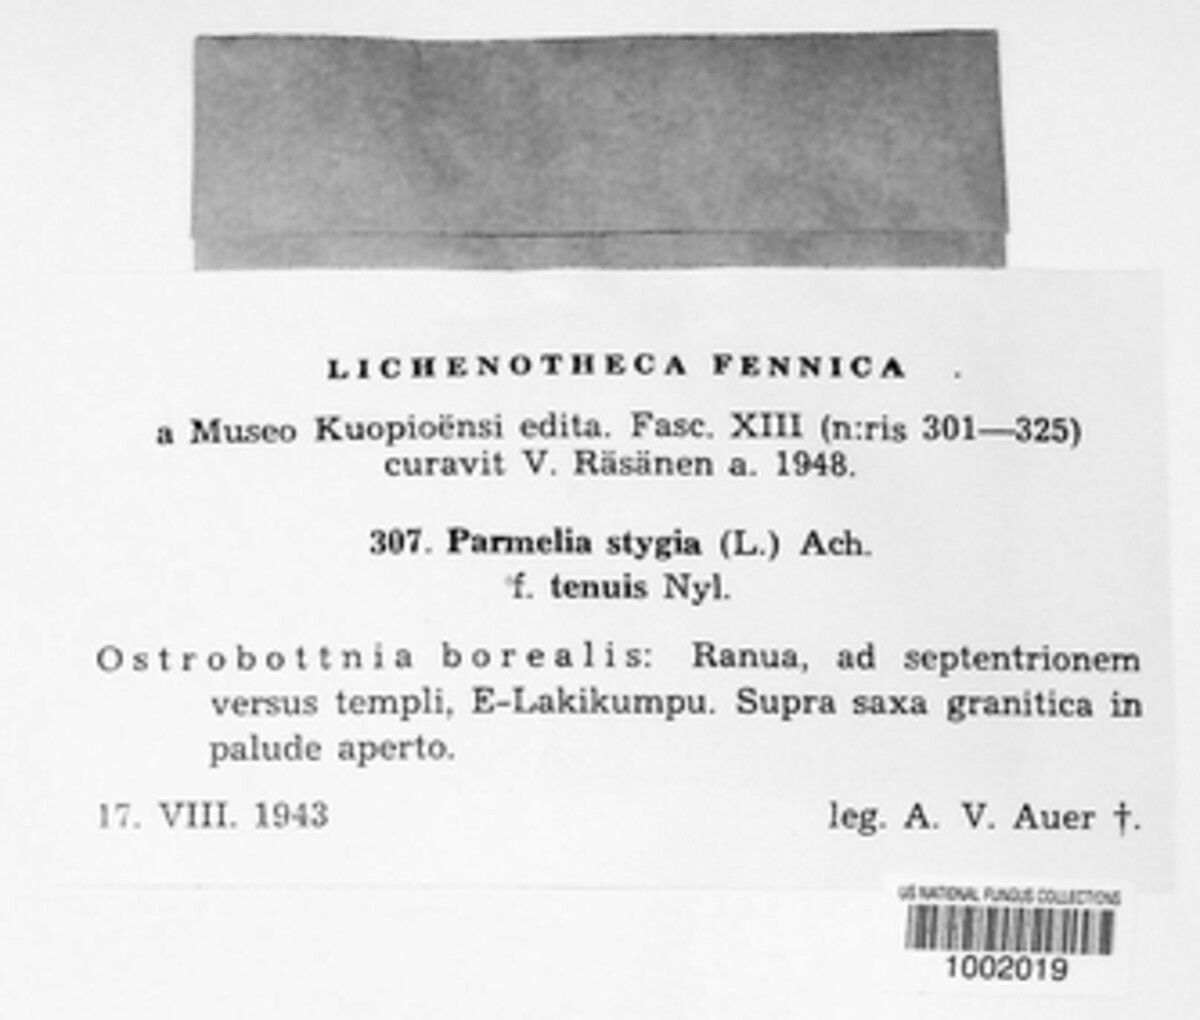 LICHENOTHECA FENNICA .
a Museo Kuopioënsi edita. Fasc. XIII (n:ris 301—325)
curavit V. Räsänen a. 1948.
307. Parmelia stygia (L.) Ach.
f. tenuis Nyl.
Ostrobottnia borealis: Ranua, ad septentrionem
versus templi, E-Lakikumpu. Supra saxa granitica in
palude aperto.
17. VIII. 1943 leg. A. V. Auer †.
US NATIONAL FUNGUS COLLECTIONS
1002019